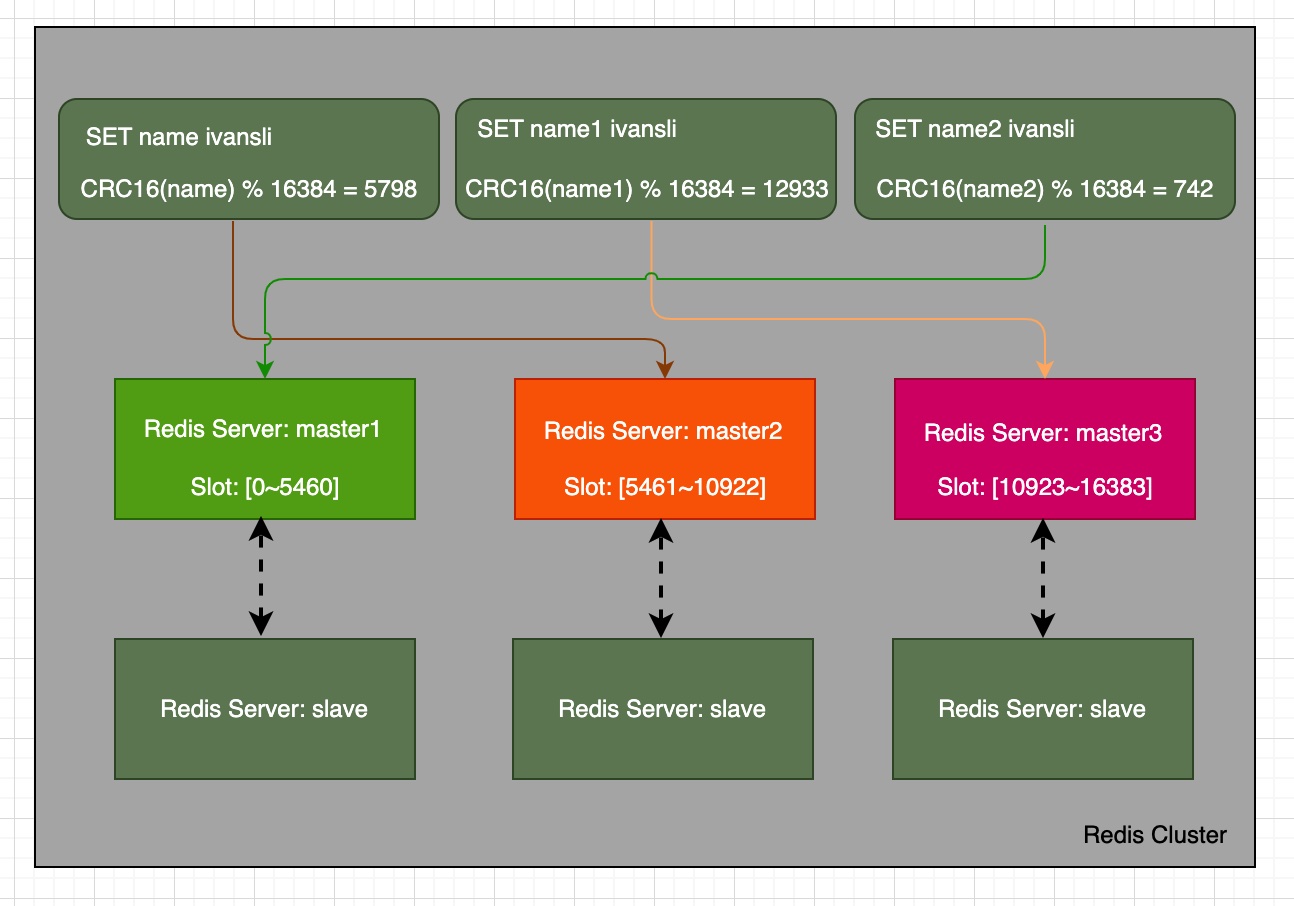 SET name ivansli
CRC16(name) % 16384 = 5798
SET name1 ivansli
CRC16(name1) % 16384 = 12933
SET name2 ivansli
CRC16(name2) % 16384 = 742
Redis Server: master1
Slot: [0~5460]
Redis Server: master2
Slot: [5461~10922]
Redis Server: master3
Slot: [10923~16383]
Redis Server: slave
Redis Server: slave
Redis Server: slave
Redis Cluster